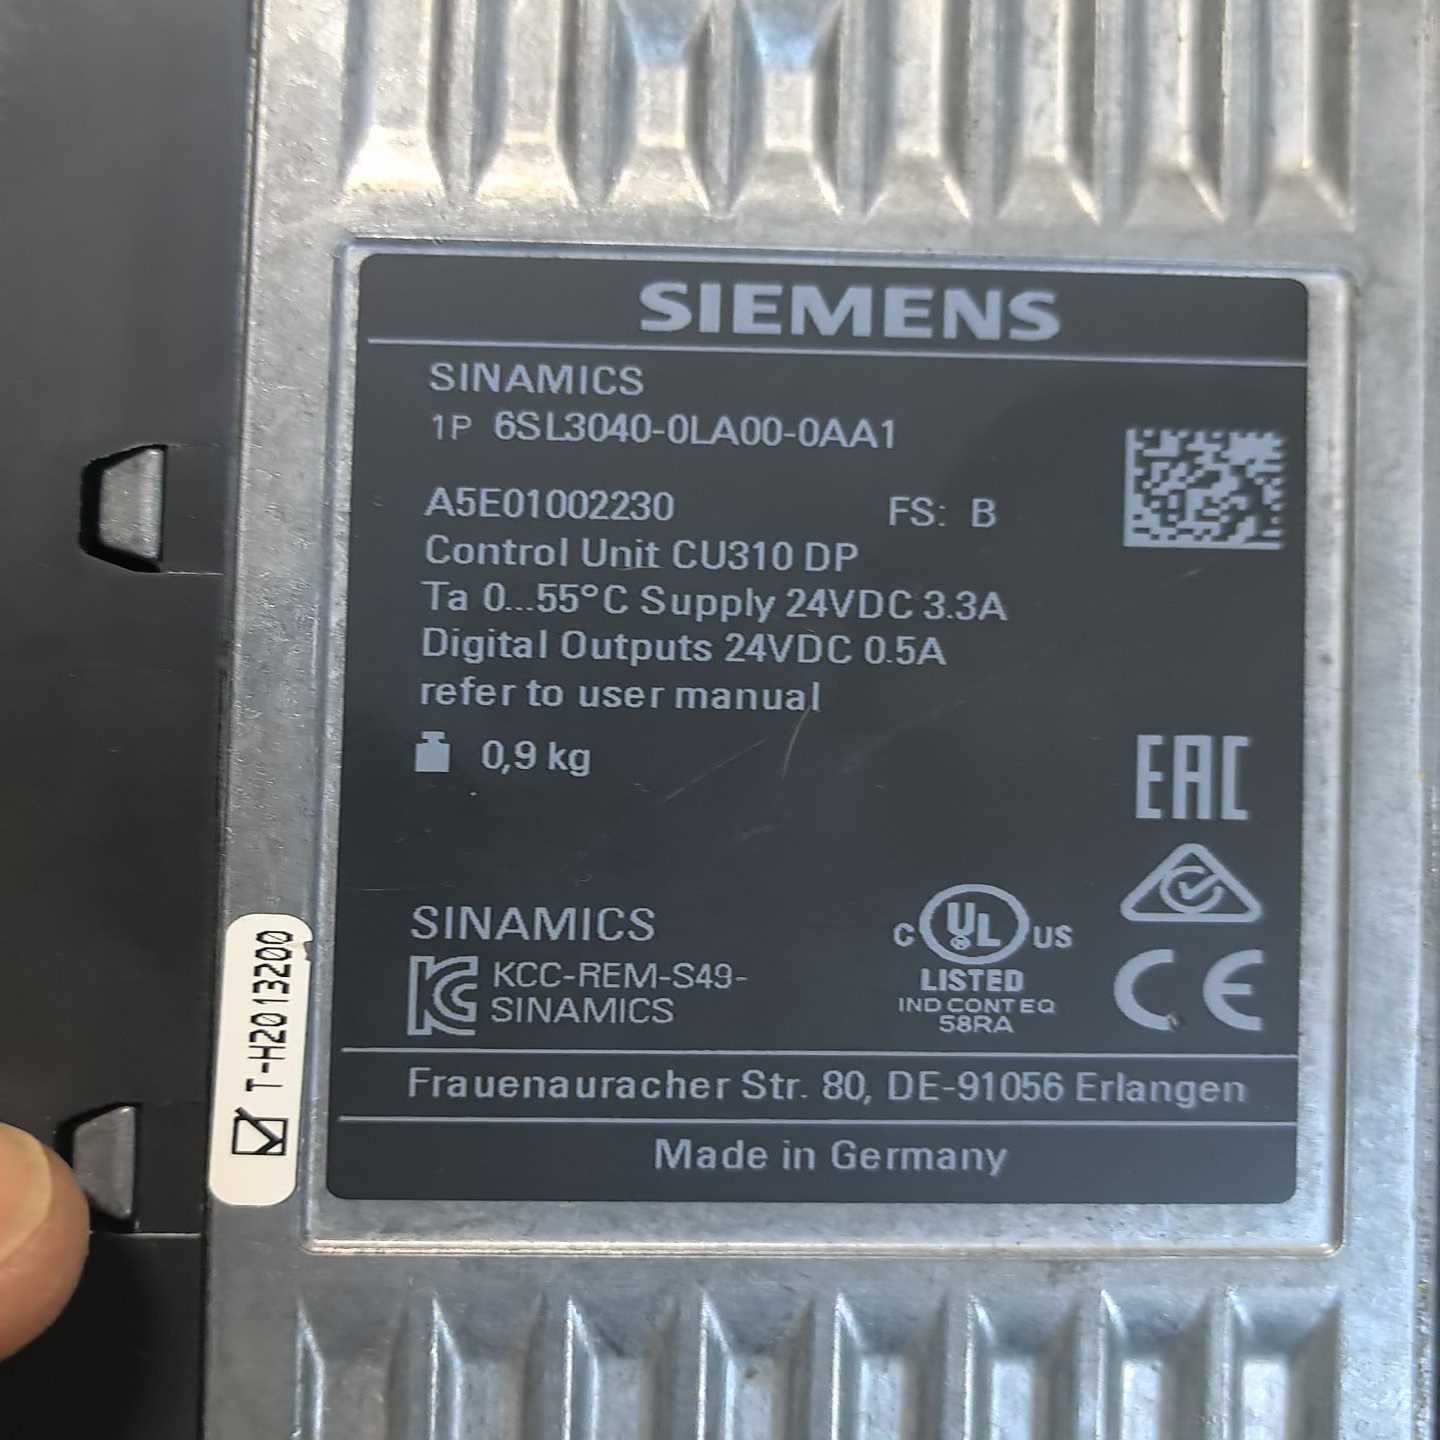 SIEMENS
SINAMICS
1P 6SL3040-0LA00-0AA1
A5E01002230 FS: B
Control Unit CU310 DP
Ta 0...55°C Supply 24VDC 3.3A
Digital Outputs 24VDC 0.5A
refer to user manual
0,9 kg
EAC
SINAMICS
KCC-REM-S49-
SINAMICS
C UL US
LISTED
IND CONT EQ
58RA
CE
Frauenauracher Str. 80, DE-91056 Erlangen
Made in Germany
T-H2013200